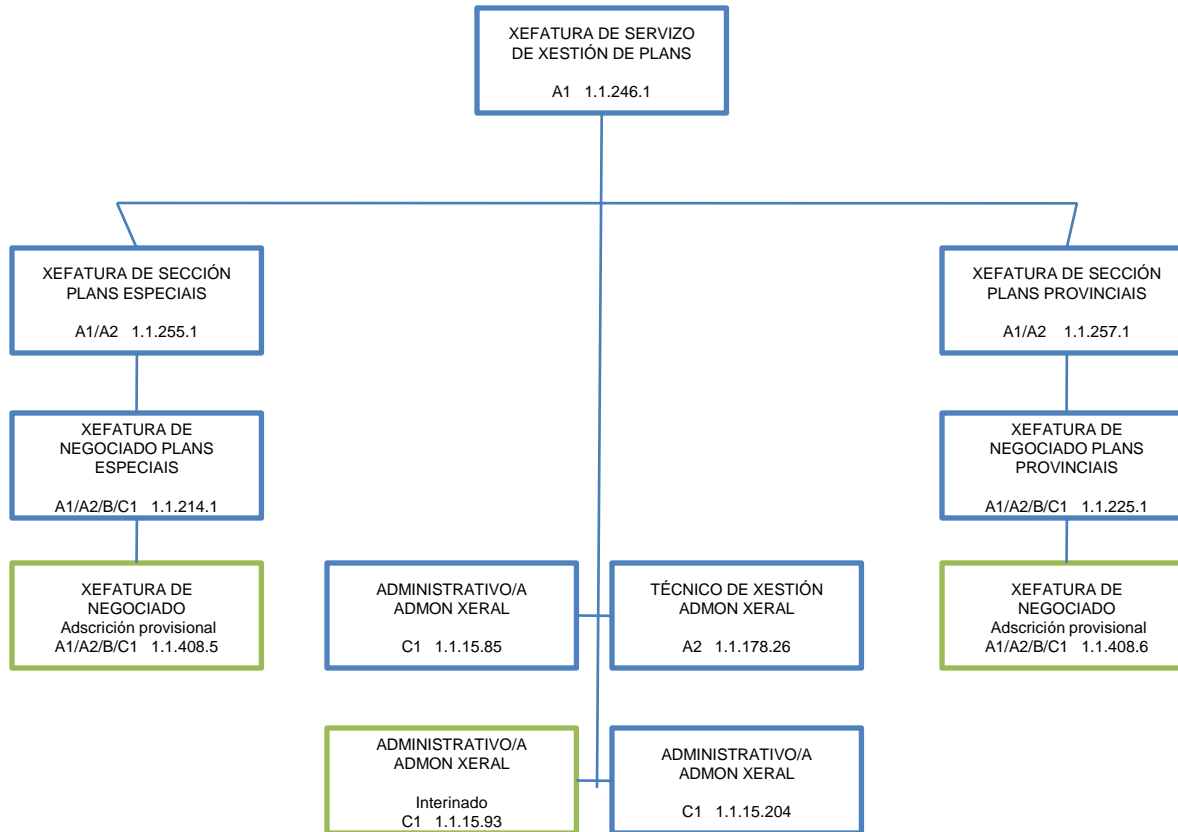 XEFATURA DE SERVIZO
DE XESTIÓN DE PLANS
A1 1.1.246.1
XEFATURA DE SECCIÓN
PLANS ESPECIAIS
A1/A2 1.1.255.1
XEFATURA DE SECCIÓN
PLANS PROVINCIAIS
A1/A2 1.1.257.1
XEFATURA DE
NEGOCIADO PLANS
ESPECIAIS
A1/A2/B/C1 1.1.214.1
XEFATURA DE
NEGOCIADO PLANS
PROVINCIAIS
A1/A2/B/C1 1.1.225.1
XEFATURA DE
NEGOCIADO
Adscrición provisional
A1/A2/B/C1 1.1.408.5
ADMINISTRATIVO/A
ADMON XERAL
C1 1.1.15.85
TÉCNICO DE XESTIÓN
ADMON XERAL
A2 1.1.178.26
XEFATURA DE
NEGOCIADO
Adscrición provisional
A1/A2/B/C1 1.1.408.6
ADMINISTRATIVO/A
ADMON XERAL
Interinado
C1 1.1.15.93
ADMINISTRATIVO/A
ADMON XERAL
C1 1.1.15.204